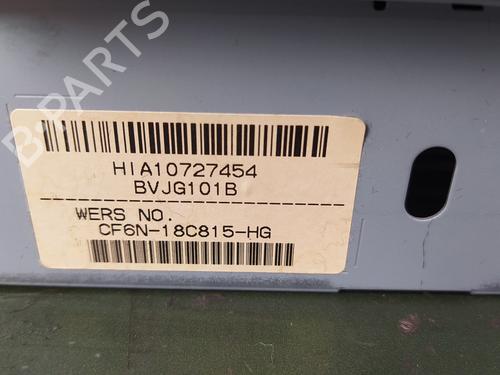 B-PARTS
HIA10727454
BVJG101B
WERS NO.
CF6N-18C815-HG